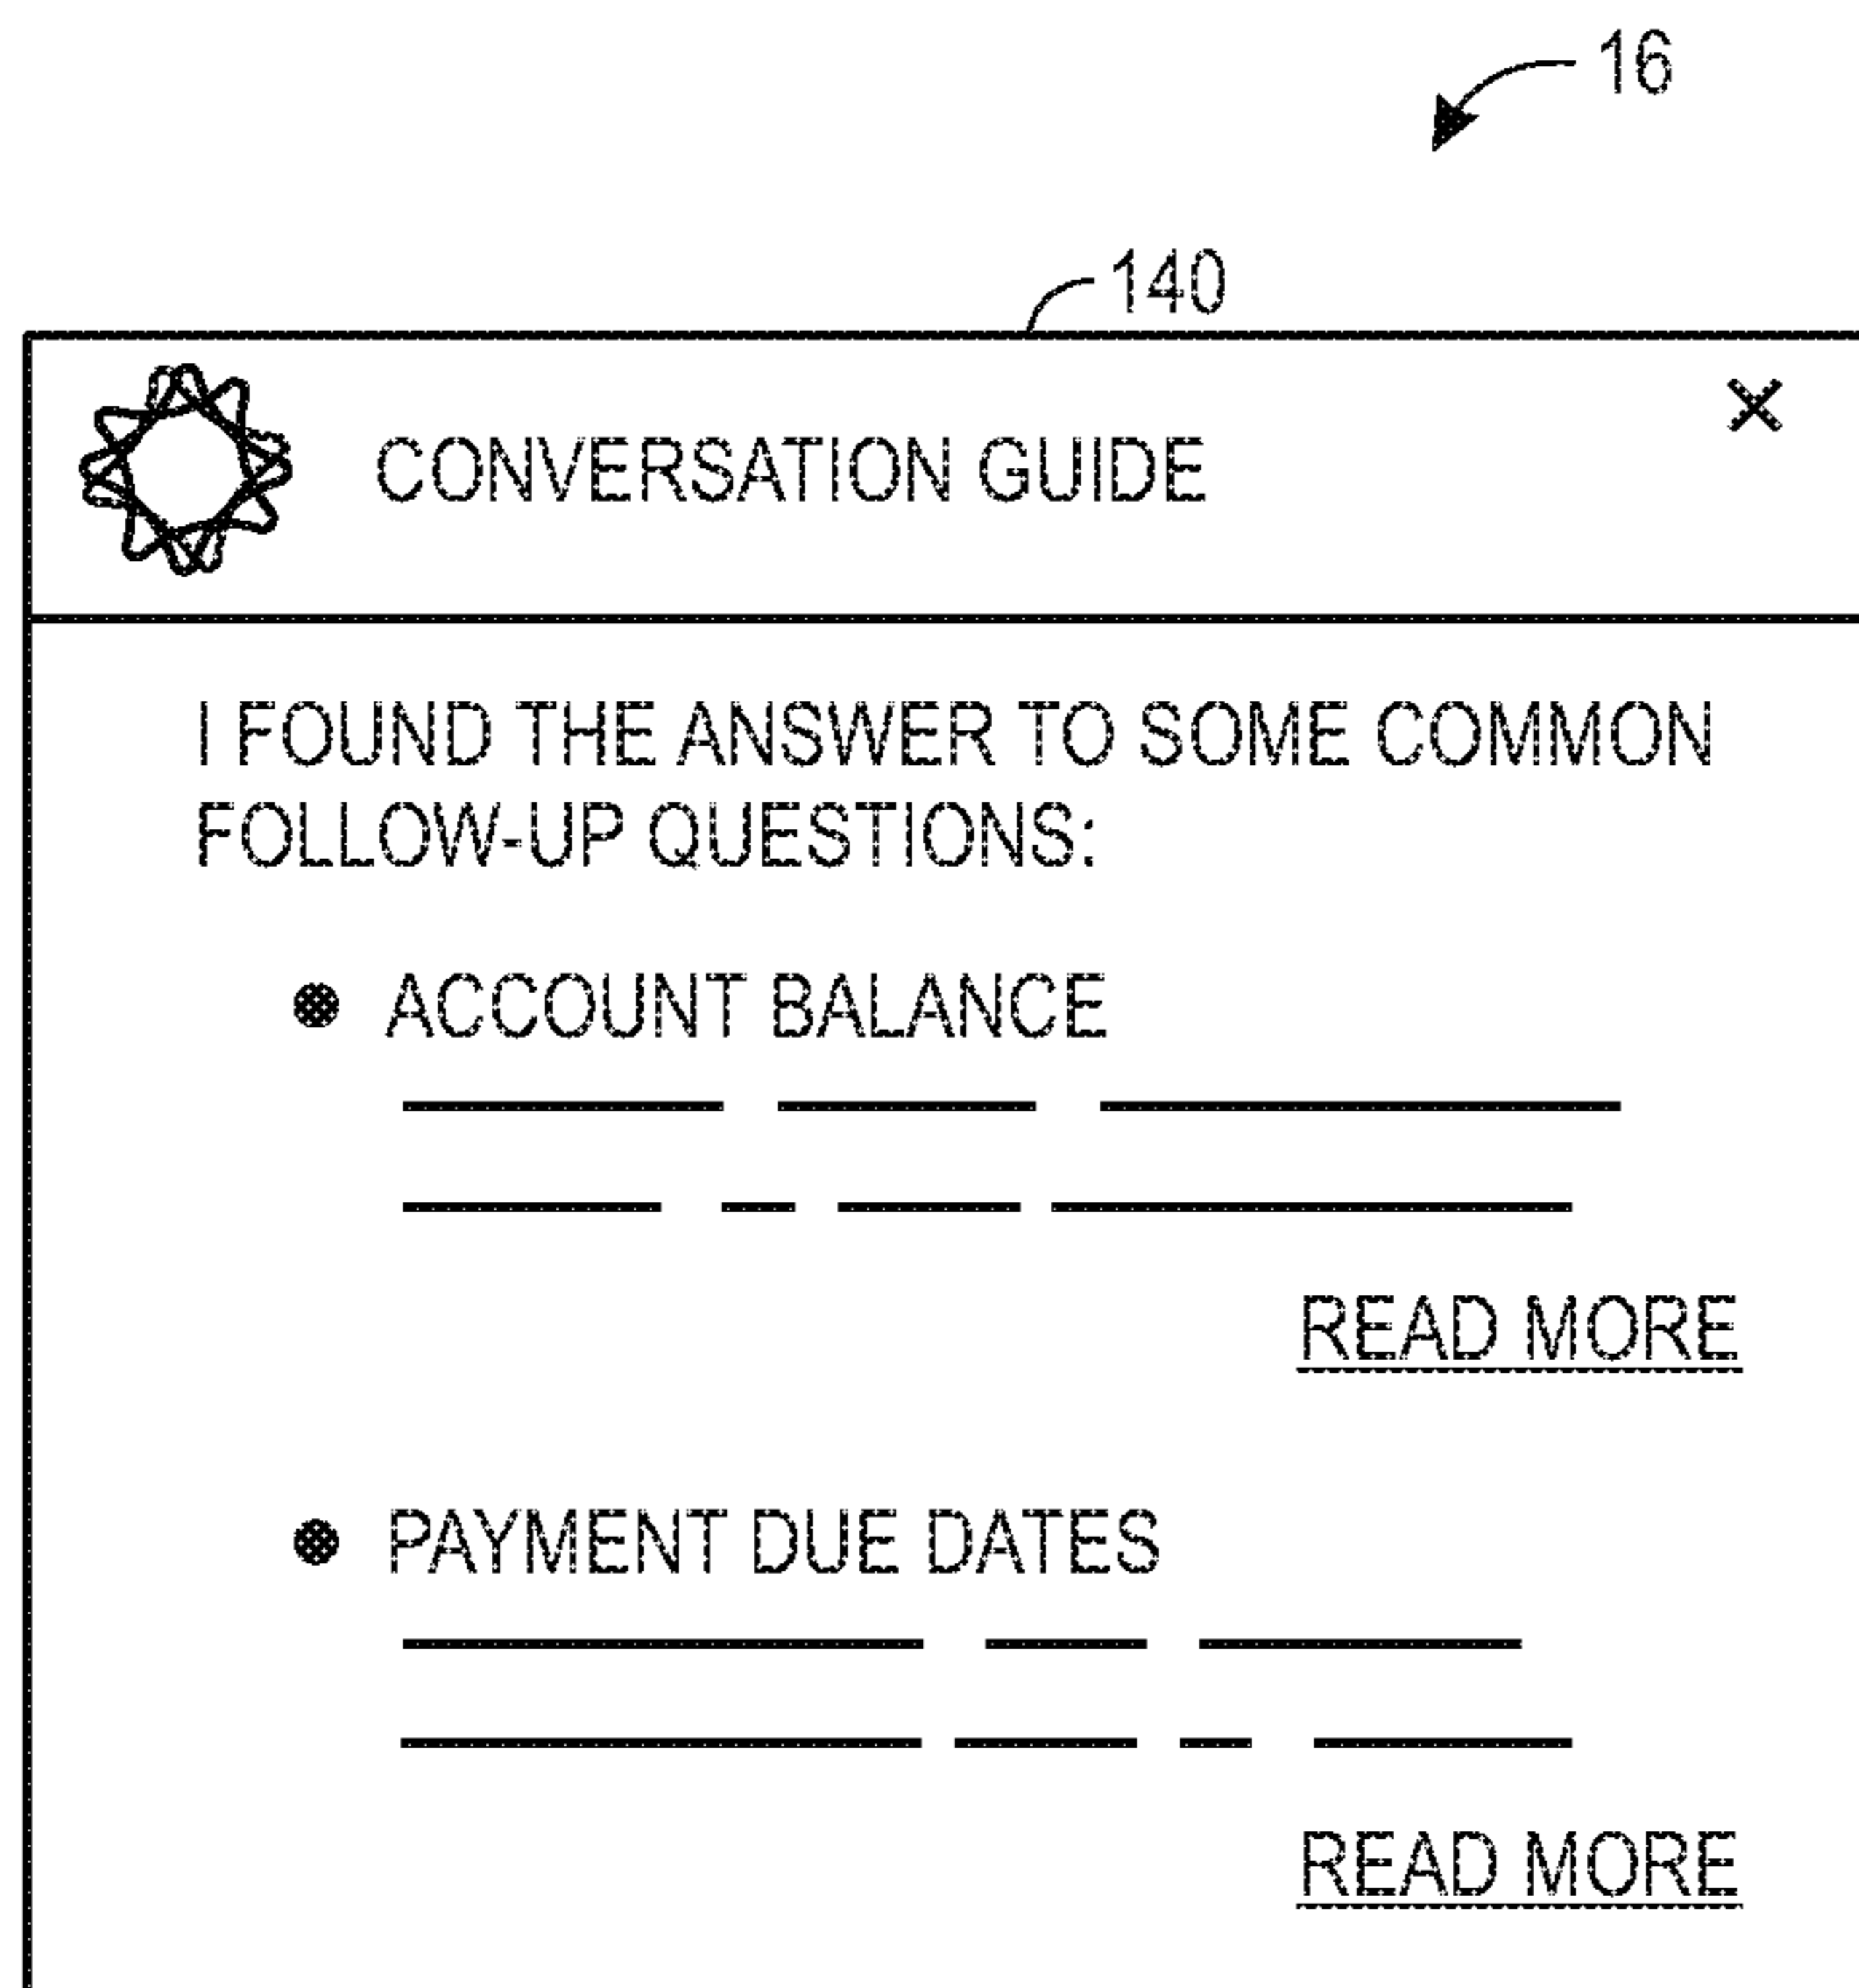 16
140
×
CONVERSATION GUIDE
I FOUND THE ANSWER TO SOME COMMON
FOLLOW-UP QUESTIONS:
● ACCOUNT BALANCE
READ MORE
● PAYMENT DUE DATES
READ MORE